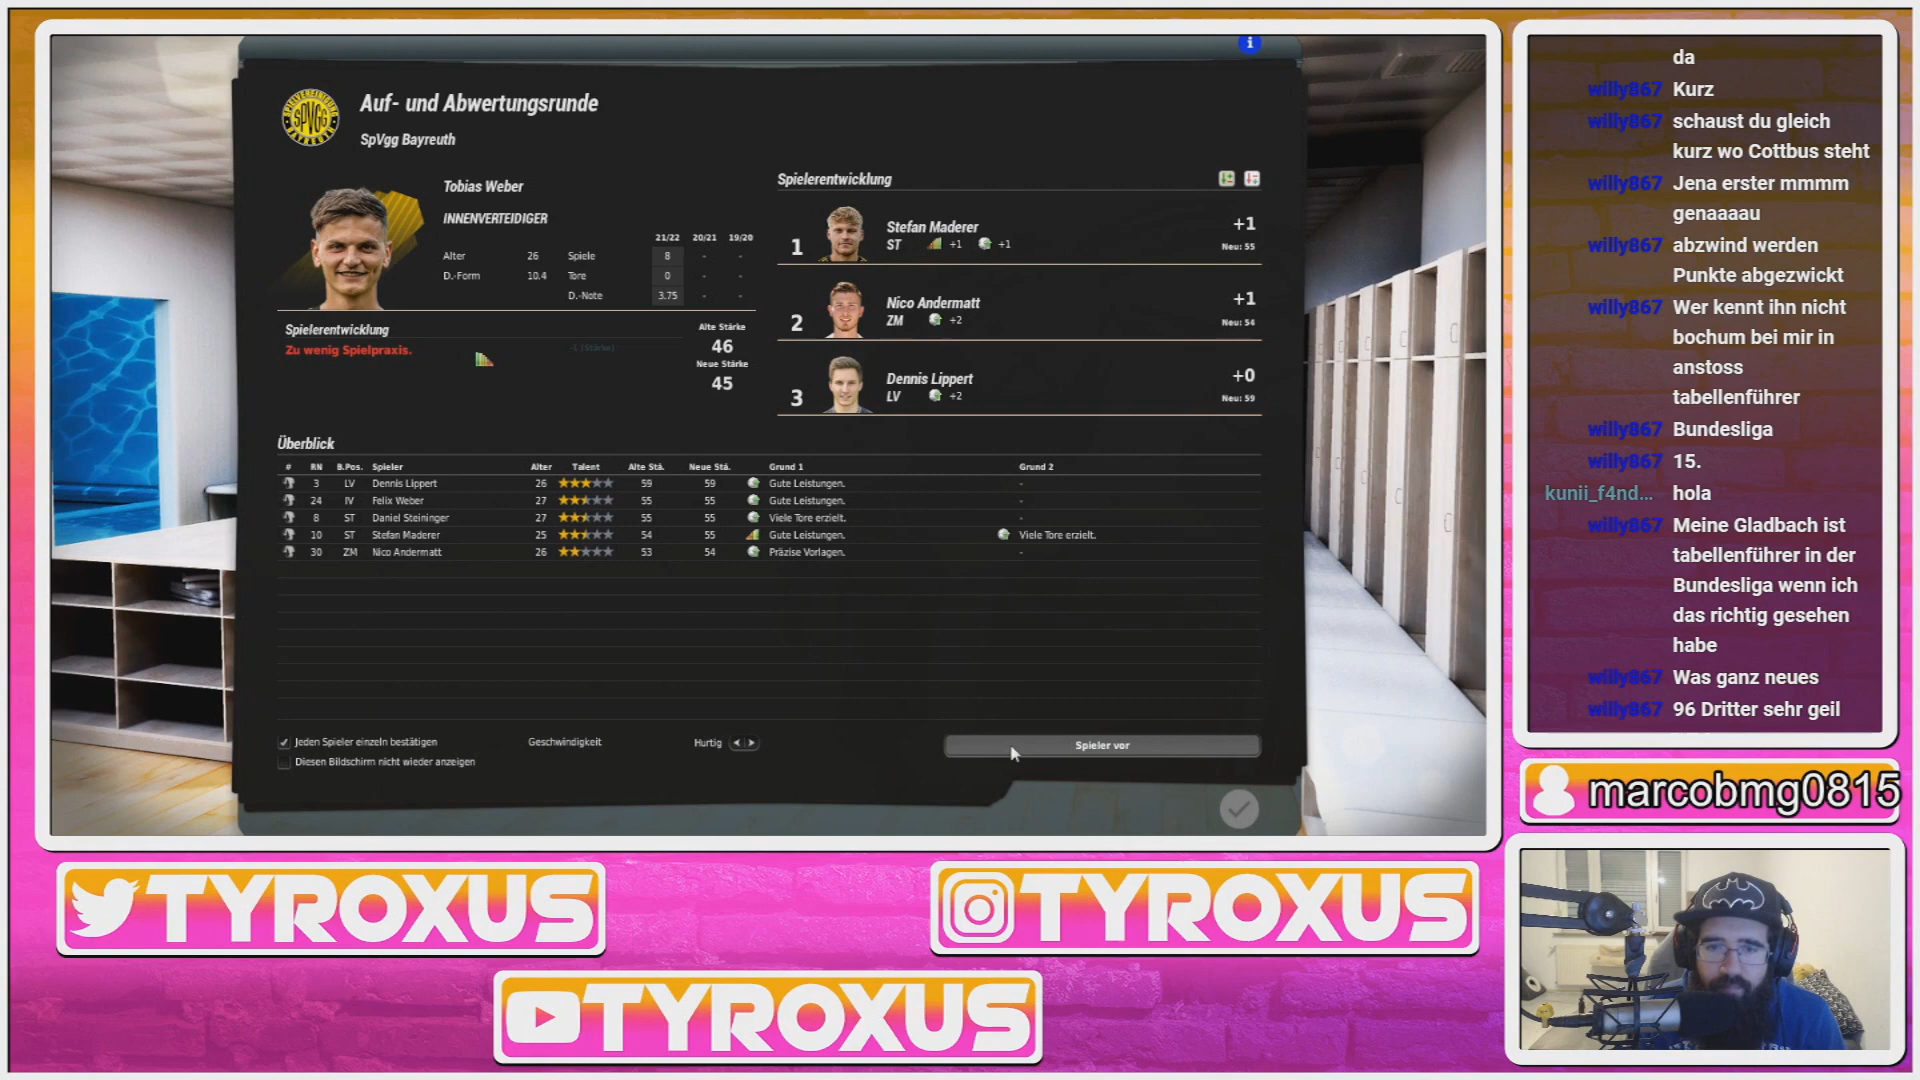 Auf- und Abwertungsrunde
SpVgg Bayreuth
Tobias Weber
INNENVERTEIDIGER
21/22 20/21 19/20
Alter 26 Spiele 8 - -
D.-Form 10.4 Tore 0 - -
D.-Note 3.75 - -
Spielerentwicklung
Zu wenig Spielpraxis.
-1 (Stärke)
Alte Stärke
46
Neue Stärke
45
Spielerentwicklung
1 Stefan Maderer +1
ST +1 +1 Neu: 55
2 Nico Andermatt +1
ZM +2 Neu: 54
3 Dennis Lippert +0
LV +2 Neu: 59
Überblick
# RN B.Pos. Spieler Alter Talent Alte Stä. Neue Stä. Grund 1 Grund 2
3 LV Dennis Lippert 26 59 59 Gute Leistungen. -
24 IV Felix Weber 27 55 55 Gute Leistungen. -
8 ST Daniel Steininger 27 55 55 Viele Tore erzielt. -
10 ST Stefan Maderer 25 54 55 Gute Leistungen. Viele Tore erzielt.
30 ZM Nico Andermatt 26 53 54 Präzise Vorlagen. -
Jeden Spieler einzeln bestätigen Geschwindigkeit Hurtig Spieler vor
Diesen Bildschirm nicht wieder anzeigen
da
willy867 Kurz
willy867 schaust du gleich
kurz wo Cottbus steht
willy867 Jena erster mmmm
genaaaau
willy867 abzwind werden
Punkte abgezwickt
willy867 Wer kennt ihn nicht
bochum bei mir in
anstoss
tabellenführer
willy867 Bundesliga
willy867 15.
kunii_f4nd... hola
willy867 Meine Gladbach ist
tabellenführer in der
Bundesliga wenn ich
das richtig gesehen
habe
willy867 Was ganz neues
willy867 96 Dritter sehr geil
marcobmg0815
TYROXUS
TYROXUS
TYROXUS